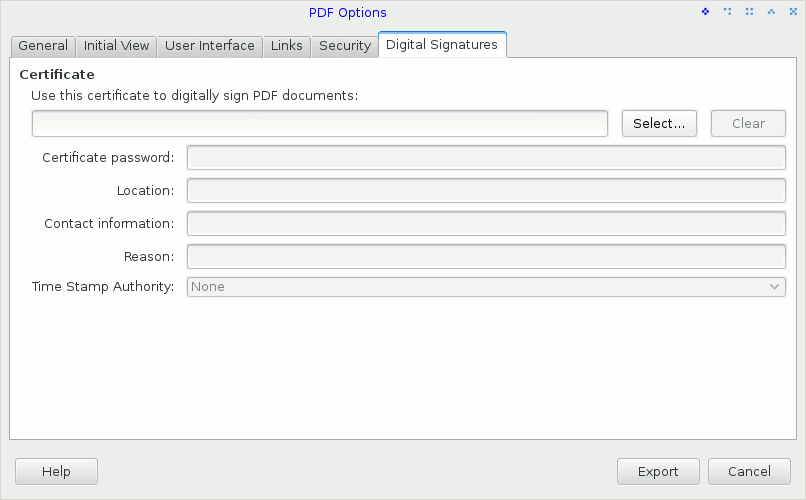 PDF Options
General Initial View User Interface Links Security Digital Signatures
Certificate
Use this certificate to digitally sign PDF documents:
Select... Clear
Certificate password:
Location:
Contact information:
Reason:
Time Stamp Authority: None
Help Export Cancel